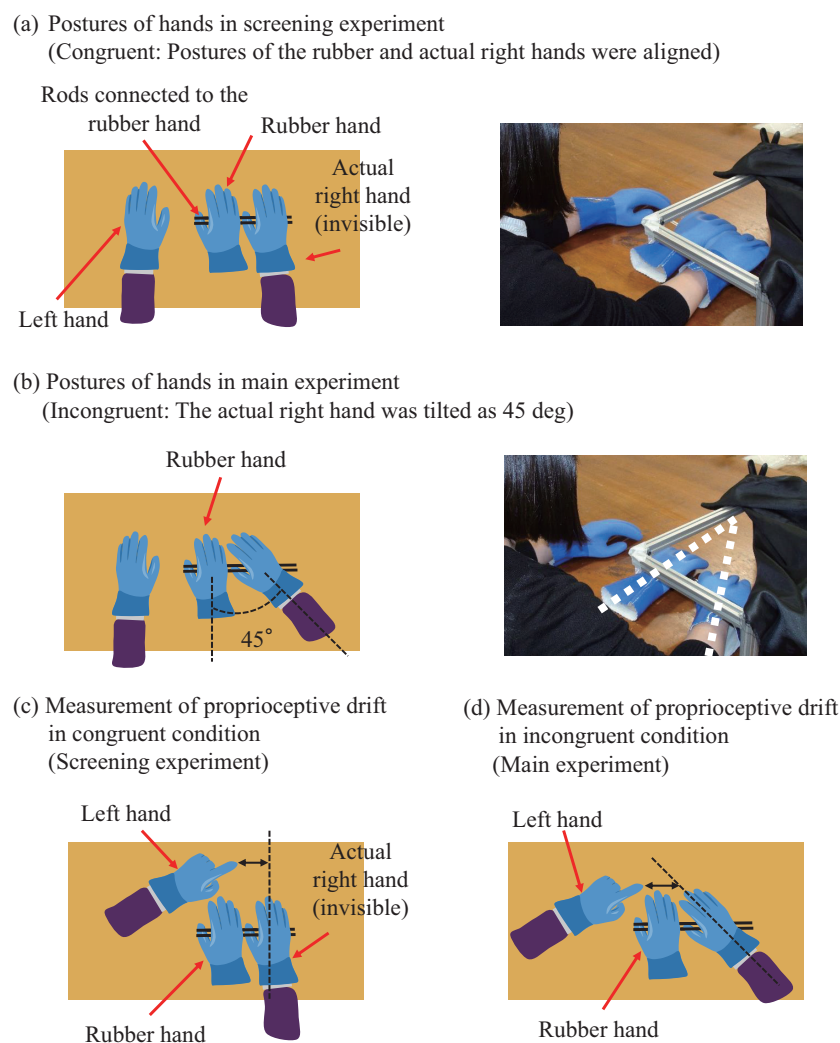 (a) Postures of hands in screening experiment
(Congruent: Postures of the rubber and actual right hands were aligned)
Rods connected to the
rubber hand
Rubber hand
Actual
right hand
(invisible)
Left hand
(b) Postures of hands in main experiment
(Incongruent: The actual right hand was tilted as 45 deg)
Rubber hand
45°
(c) Measurement of proprioceptive drift
in congruent condition
(Screening experiment)
Left hand
Actual
right hand
(invisible)
Rubber hand
(d) Measurement of proprioceptive drift
in incongruent condition
(Main experiment)
Left hand
Rubber hand